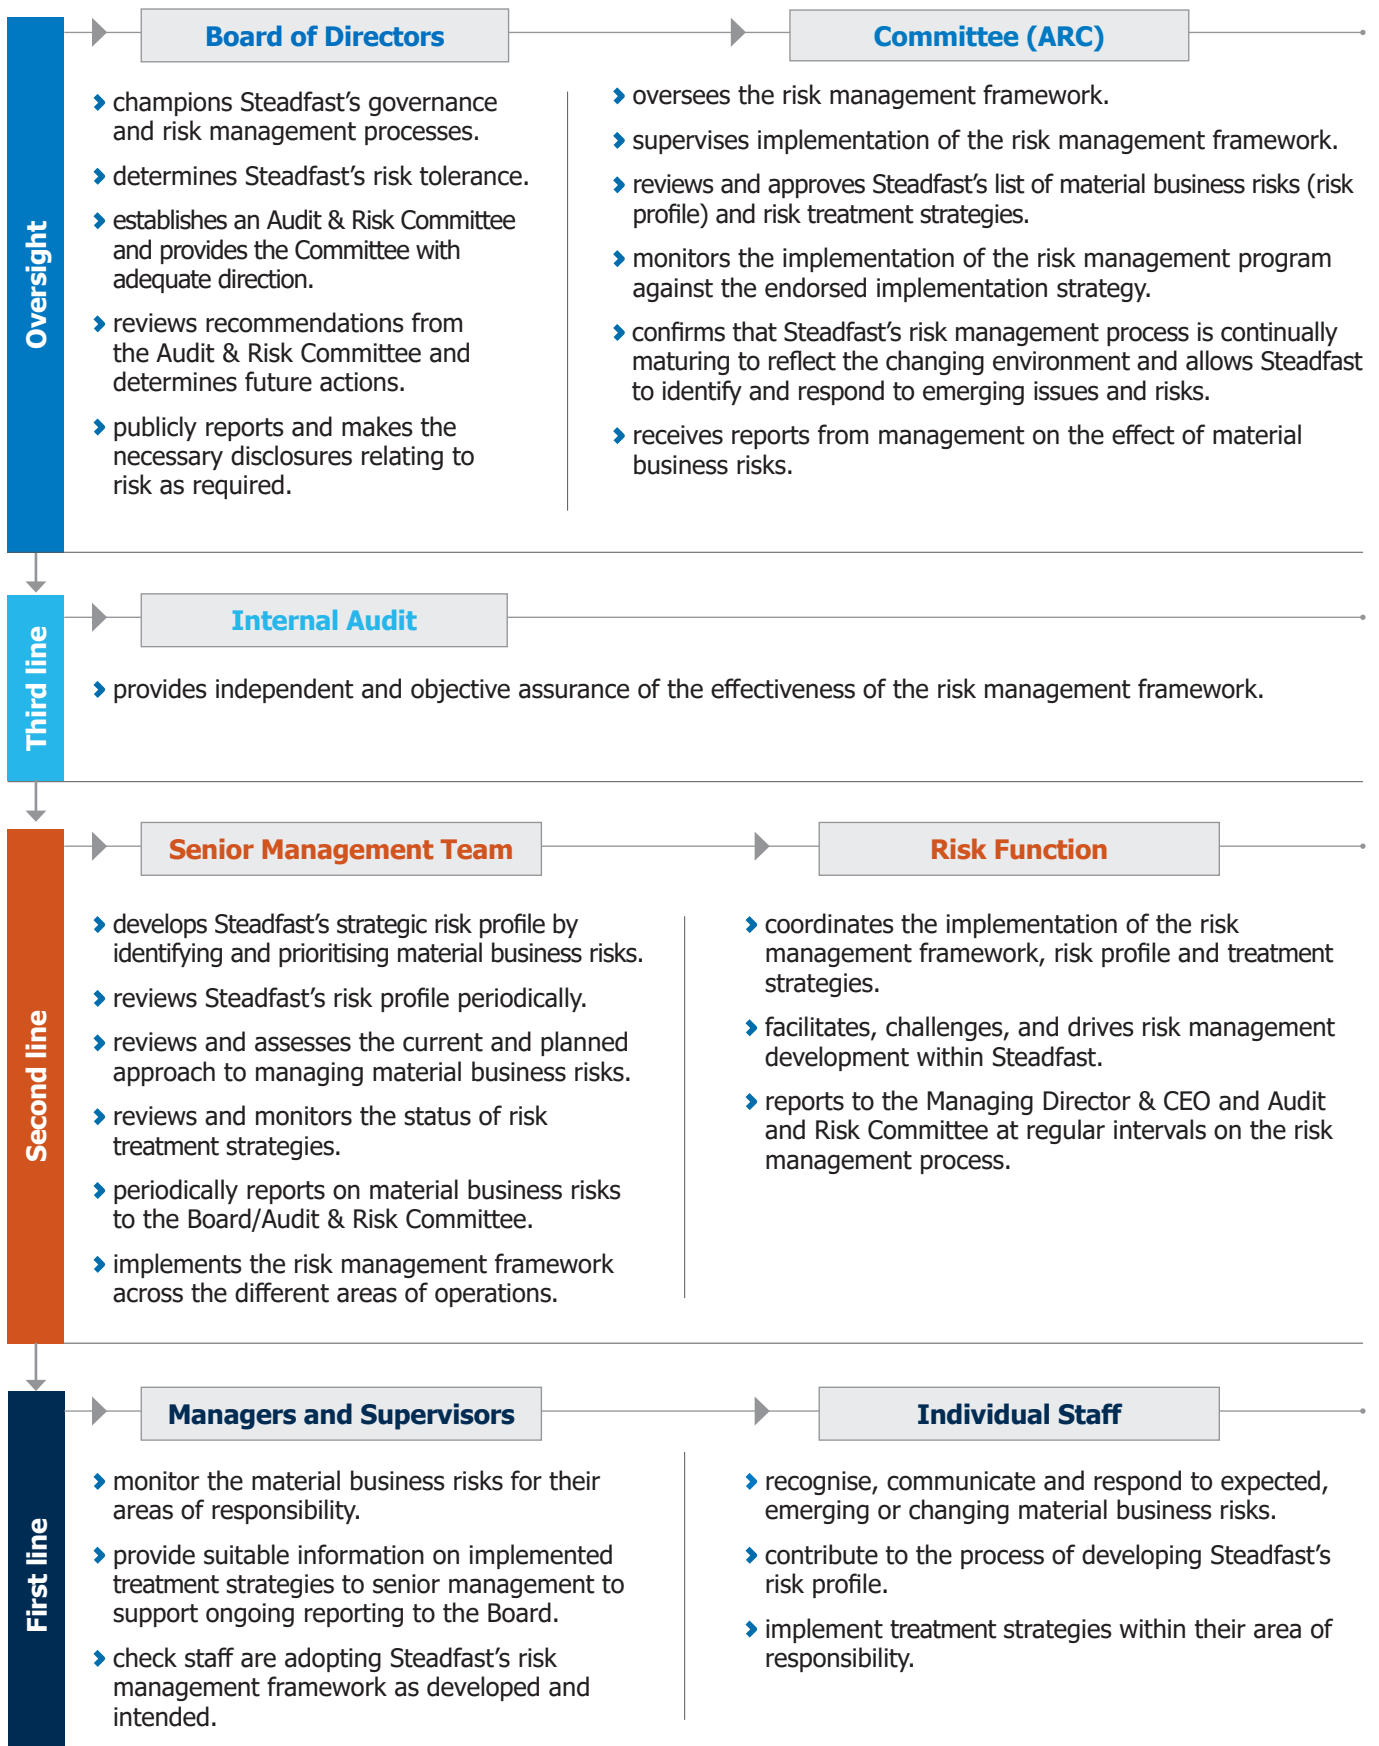 Oversight
Board of Directors
champions Steadfast’s governance
and risk management processes.
determines Steadfast’s risk tolerance.
establishes an Audit & Risk Committee
and provides the Committee with
adequate direction.
reviews recommendations from
the Audit & Risk Committee and
determines future actions.
publicly reports and makes the
necessary disclosures relating to
risk as required.
Committee (ARC)
oversees the risk management framework.
supervises implementation of the risk management framework.
reviews and approves Steadfast’s list of material business risks (risk
profile) and risk treatment strategies.
monitors the implementation of the risk management program
against the endorsed implementation strategy.
confirms that Steadfast’s risk management process is continually
maturing to reflect the changing environment and allows Steadfast
to identify and respond to emerging issues and risks.
receives reports from management on the effect of material
business risks.
Third line
Internal Audit
provides independent and objective assurance of the effectiveness of the risk management framework.
Second line
Senior Management Team
develops Steadfast’s strategic risk profile by
identifying and prioritising material business risks.
reviews Steadfast’s risk profile periodically.
reviews and assesses the current and planned
approach to managing material business risks.
reviews and monitors the status of risk
treatment strategies.
periodically reports on material business risks
to the Board/Audit & Risk Committee.
implements the risk management framework
across the different areas of operations.
Risk Function
coordinates the implementation of the risk
management framework, risk profile and treatment
strategies.
facilitates, challenges, and drives risk management
development within Steadfast.
reports to the Managing Director & CEO and Audit
and Risk Committee at regular intervals on the risk
management process.
First line
Managers and Supervisors
monitor the material business risks for their
areas of responsibility.
provide suitable information on implemented
treatment strategies to senior management to
support ongoing reporting to the Board.
check staff are adopting Steadfast’s risk
management framework as developed and
intended.
Individual Staff
recognise, communicate and respond to expected,
emerging or changing material business risks.
contribute to the process of developing Steadfast’s
risk profile.
implement treatment strategies within their area of
responsibility.